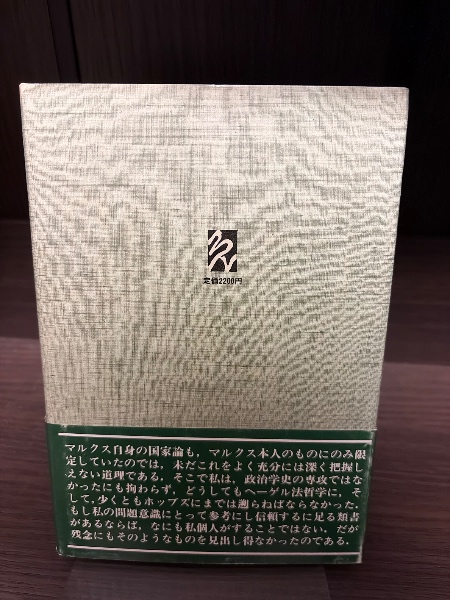 定価2200円
マルクス自身の国家論も，マルクス本人のものにのみ限
定していたのでは，未だこれをよく充分には深く把握し
えない道理である．そこで私は，政治学史の専攻ではな
かったにも拘わらず，どうしてもヘーゲル法哲学に，そ
して，少くともホッブズにまでは遡らねばならなかった．
もし私の問題意識にとって参考にし信頼するに足る類書
があるならば，なにも私個人がすることではない．だが
残念にもそのようなものを見出し得なかったのである．